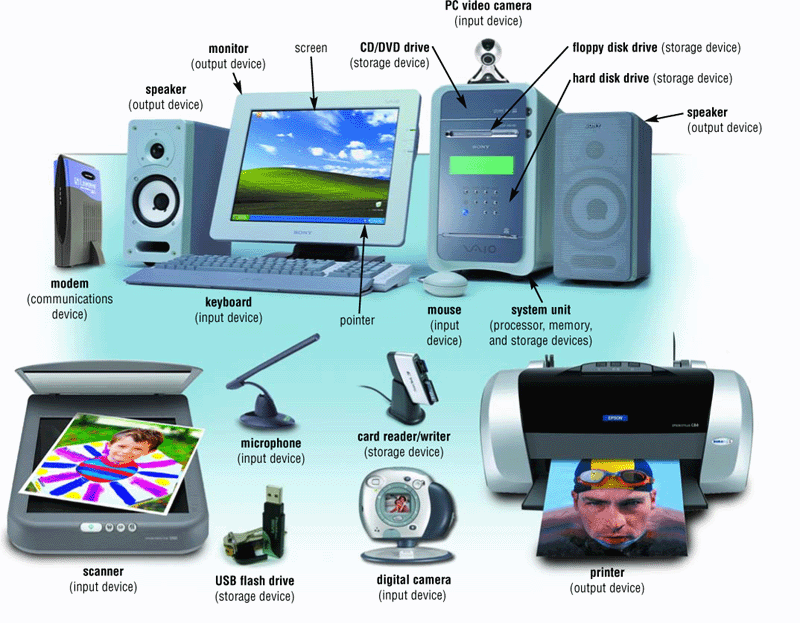 PC video camera
(input device)
monitor
(output device)
screen
CD/DVD drive
(storage device)
floppy disk drive (storage device)
hard disk drive (storage device)
speaker
(output device)
speaker
(output device)
SONY
SONY
SONY
VAIO
modem
(communications
device)
keyboard
(input device)
pointer
mouse
(input
device)
system unit
(processor, memory,
and storage devices)
microphone
(input device)
card reader/writer
(storage device)
EPSON
scanner
(input device)
USB flash drive
(storage device)
digital camera
(input device)
printer
(output device)